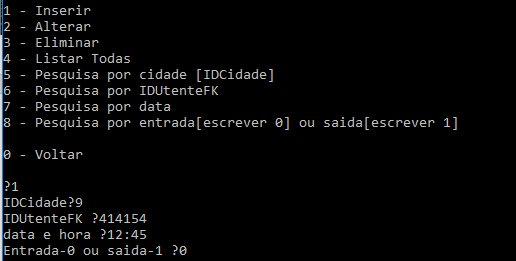 1 - Inserir
2 - Alterar
3 - Eliminar
4 - Listar Todas
5 - Pesquisa por cidade [IDCidade]
6 - Pesquisa por IDUtenteFK
7 - Pesquisa por data
8 - Pesquisa por entrada[escrever 0] ou saida[escrever 1]
0 - Voltar
?1
IDCidade?9
IDUtenteFK ?414154
data e hora ?12:45
Entrada-0 ou saida-1 ?0